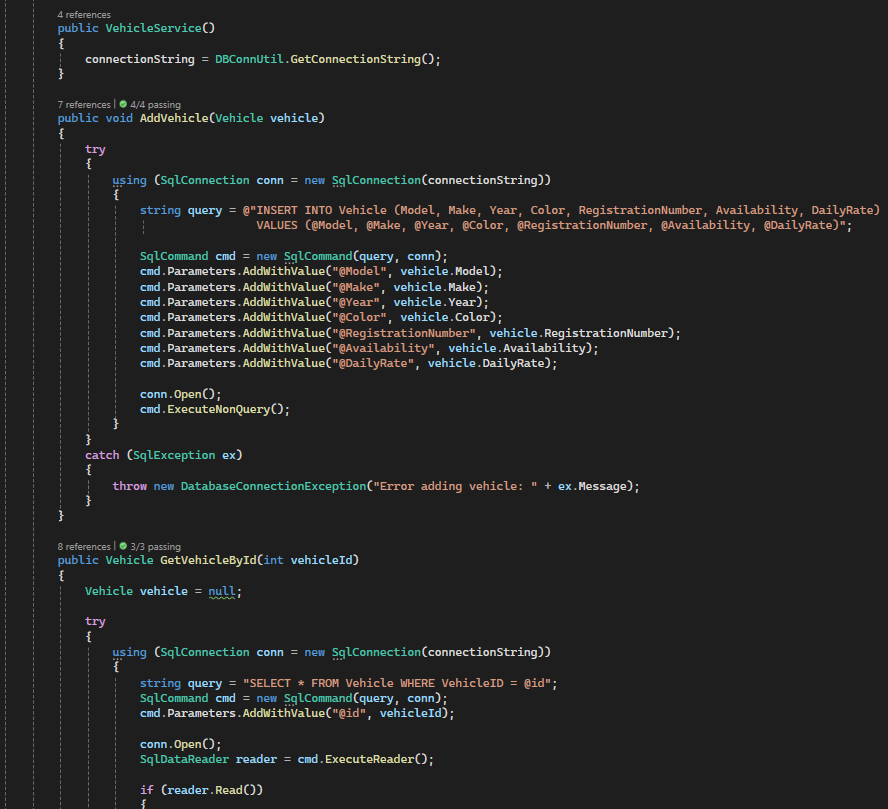 4 references
public VehicleService()
{
    connectionString = DBConnUtil.GetConnectionString();
}
7 references | 4/4 passing
public void AddVehicle(Vehicle vehicle)
{
    try
    {
        using (SqlConnection conn = new SqlConnection(connectionString))
        {
            string query = @"INSERT INTO Vehicle (Model, Make, Year, Color, RegistrationNumber, Availability, DailyRate)
                             VALUES (@Model, @Make, @Year, @Color, @RegistrationNumber, @Availability, @DailyRate)";
            SqlCommand cmd = new SqlCommand(query, conn);
            cmd.Parameters.AddWithValue("@Model", vehicle.Model);
            cmd.Parameters.AddWithValue("@Make", vehicle.Make);
            cmd.Parameters.AddWithValue("@Year", vehicle.Year);
            cmd.Parameters.AddWithValue("@Color", vehicle.Color);
            cmd.Parameters.AddWithValue("@RegistrationNumber", vehicle.RegistrationNumber);
            cmd.Parameters.AddWithValue("@Availability", vehicle.Availability);
            cmd.Parameters.AddWithValue("@DailyRate", vehicle.DailyRate);
            conn.Open();
            cmd.ExecuteNonQuery();
        }
    }
    catch (SqlException ex)
    {
        throw new DatabaseConnectionException("Error adding vehicle: " + ex.Message);
    }
}
8 references | 3/3 passing
public Vehicle GetVehicleById(int vehicleId)
{
    Vehicle vehicle = null;
    try
    {
        using (SqlConnection conn = new SqlConnection(connectionString))
        {
            string query = "SELECT * FROM Vehicle WHERE VehicleID = @id";
            SqlCommand cmd = new SqlCommand(query, conn);
            cmd.Parameters.AddWithValue("@id", vehicleId);
            conn.Open();
            SqlDataReader reader = cmd.ExecuteReader();
            if (reader.Read())
            {